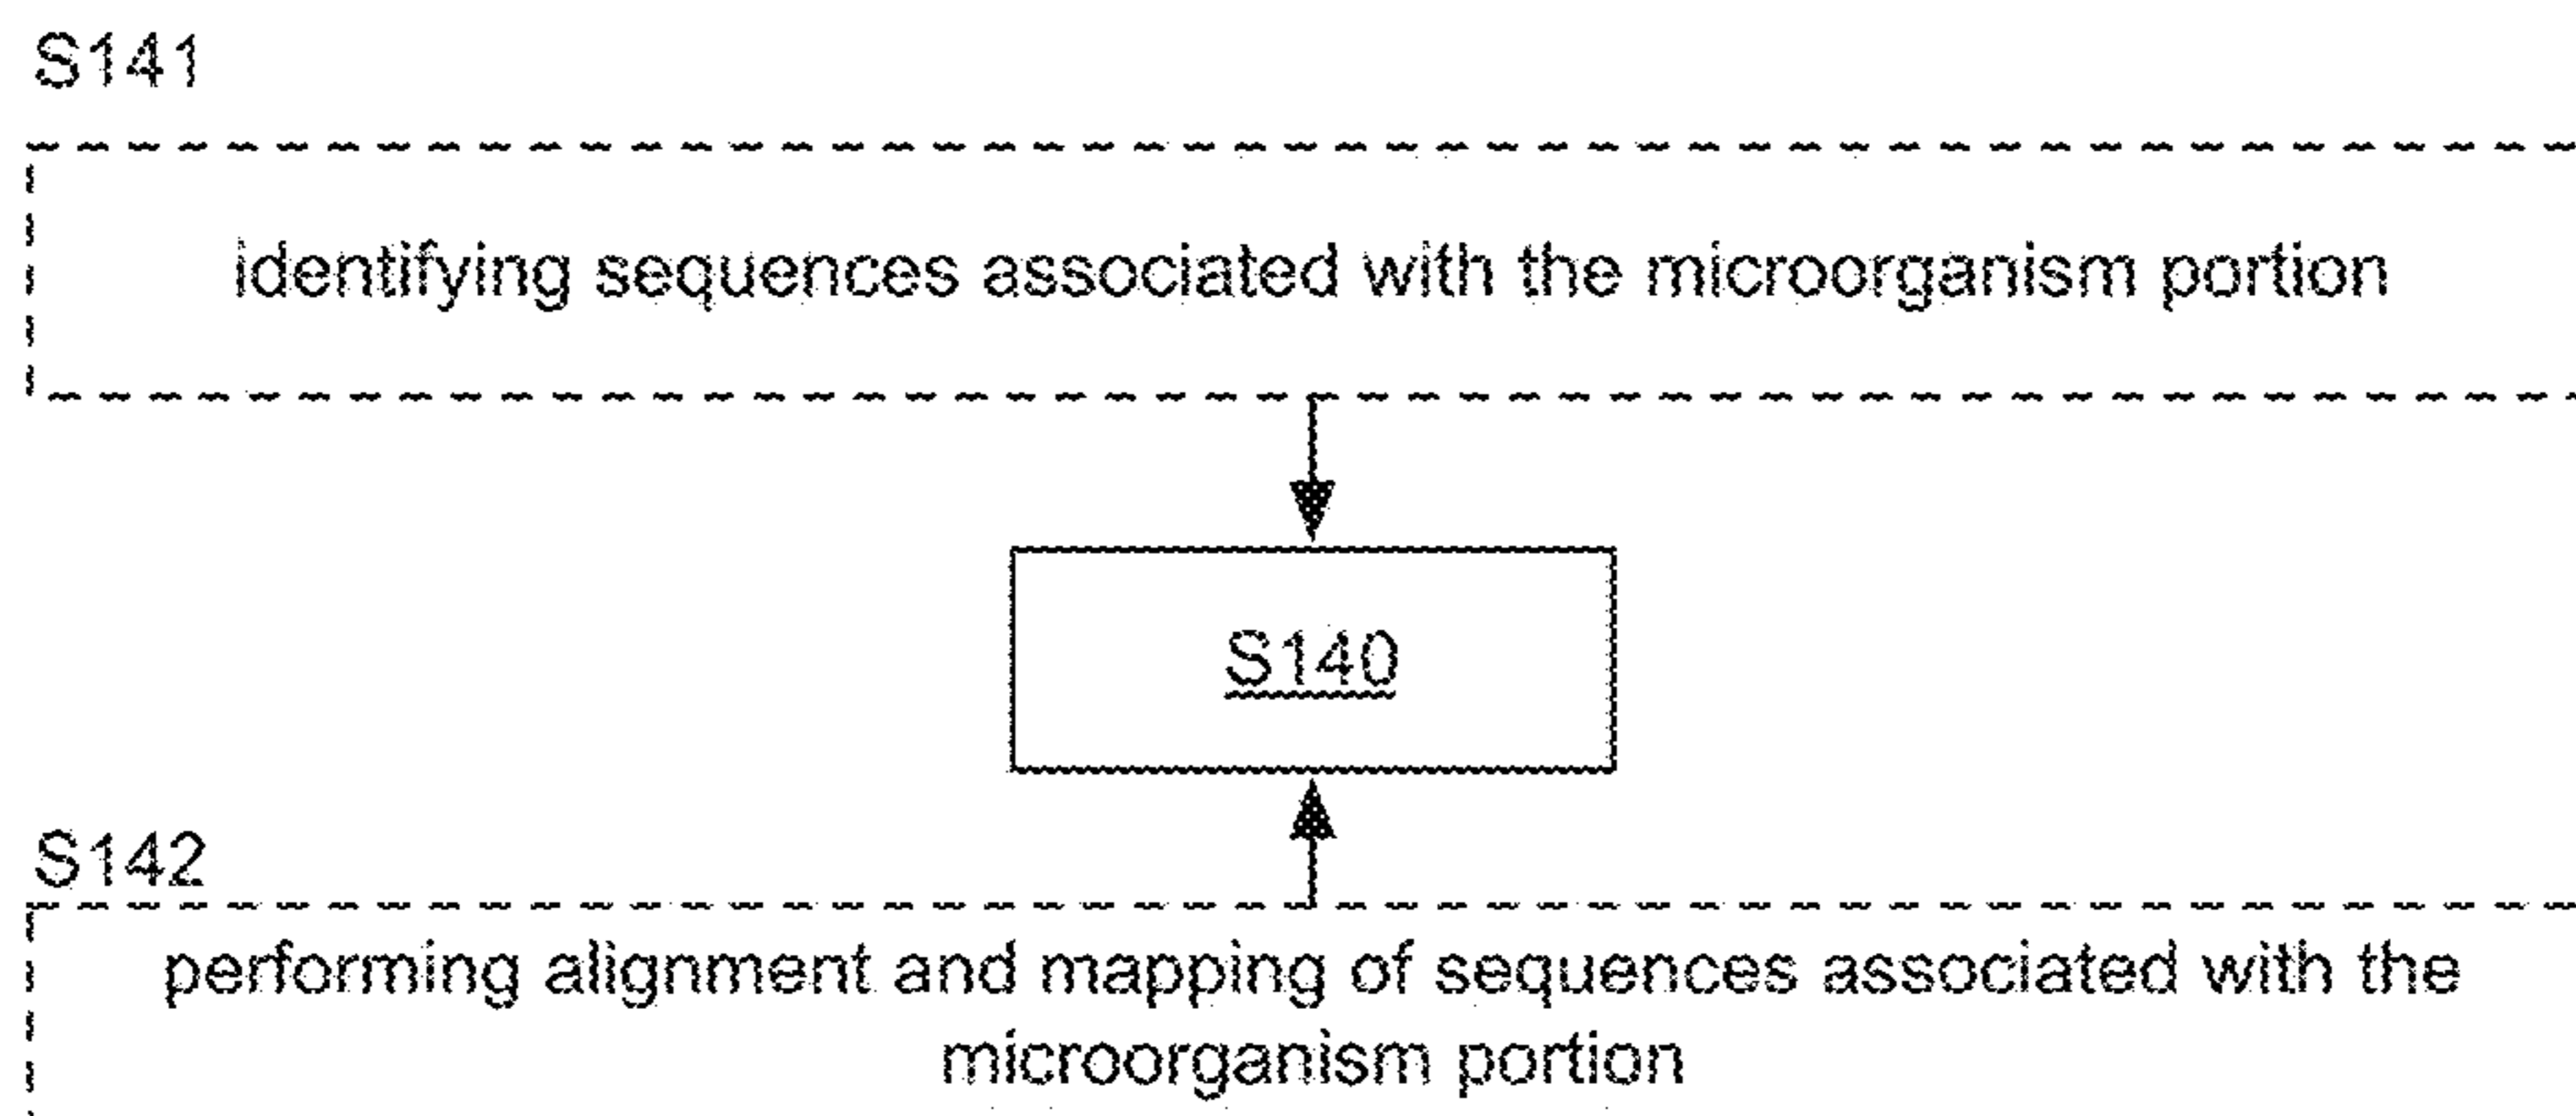 S141
identifying sequences associated with the microorganism portion
S140
S142
performing alignment and mapping of sequences associated with the
microorganism portion